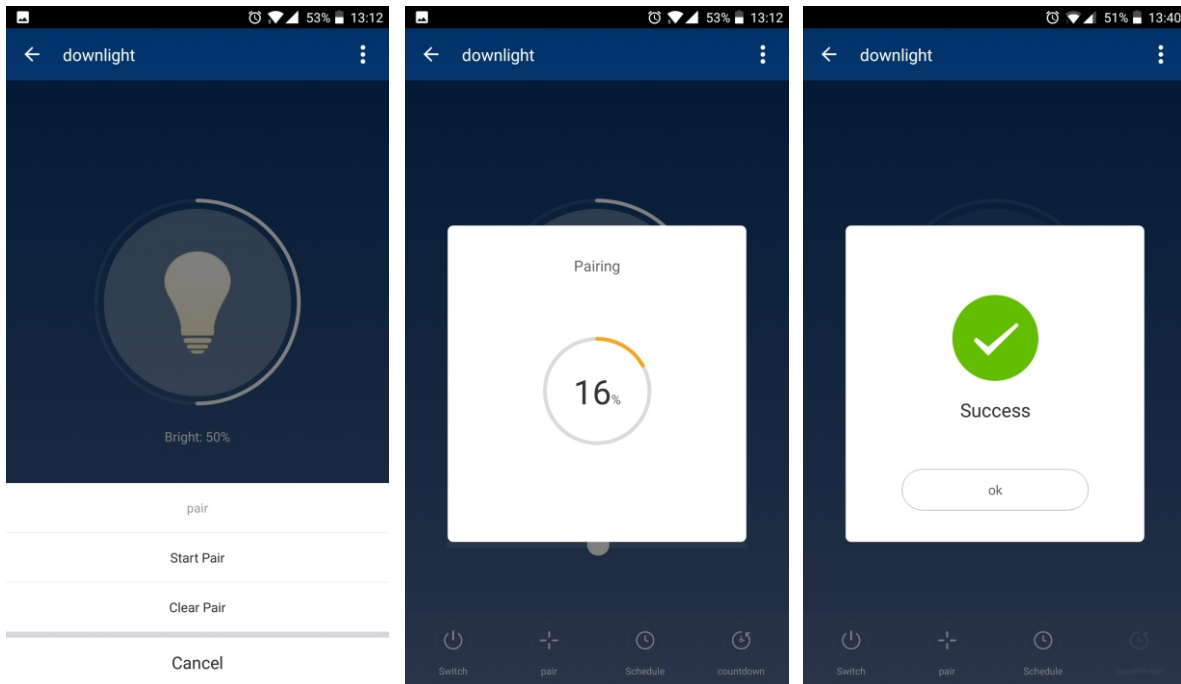 53% 13:12
downlight
Bright: 50%
pair
Start Pair
Clear Pair
Cancel
53% 13:12
downlight
Pairing
16%
Switch pair Schedule countdown
51% 13:40
downlight
Success
ok
Switch pair Schedule countdown